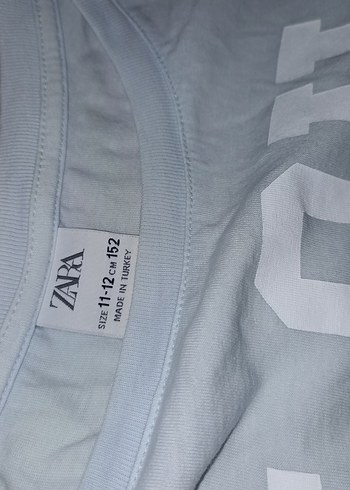 ZARA
SIZE 11-12 CM 152
MADE IN TURKEY